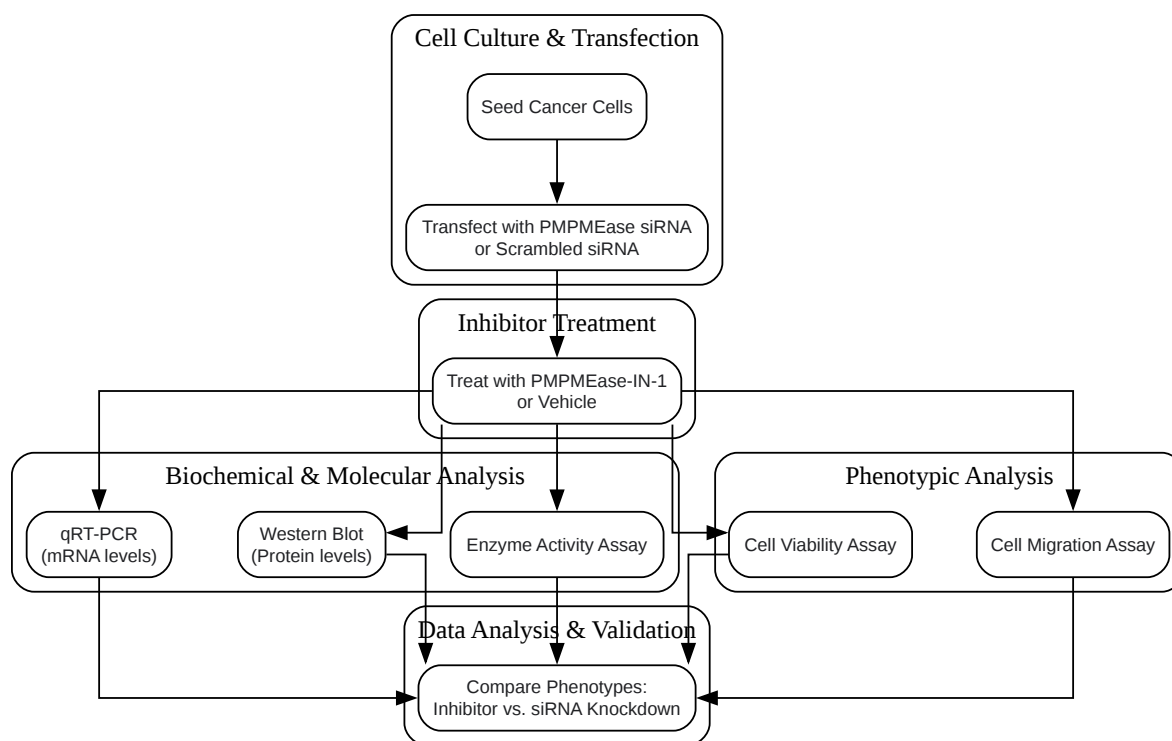 Cell Culture & Transfection
Seed Cancer Cells
Transfect with PMPMEase siRNA
or Scrambled siRNA
Inhibitor Treatment
Treat with PMPMEase-IN-1
or Vehicle
Biochemical & Molecular Analysis
qRT-PCR
(mRNA levels)
Western Blot
(Protein levels)
Enzyme Activity Assay
Phenotypic Analysis
Cell Viability Assay
Cell Migration Assay
Data Analysis & Validation
Compare Phenotypes:
Inhibitor vs. siRNA Knockdown